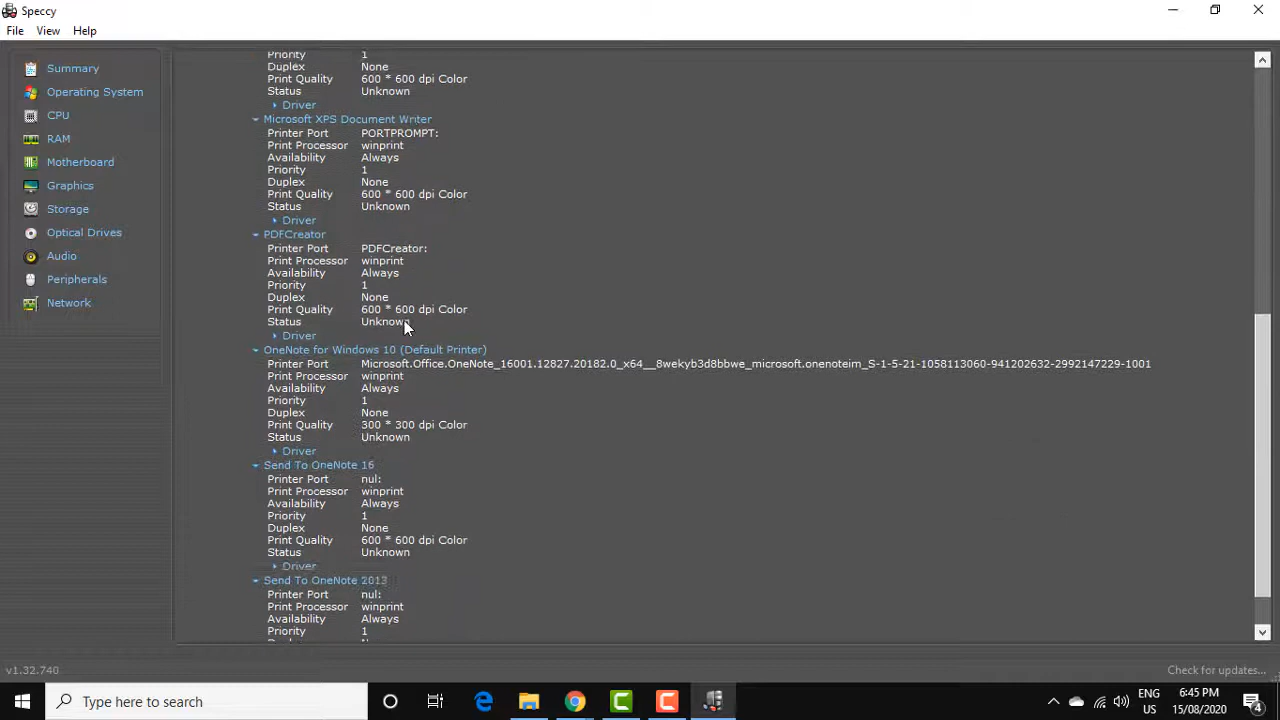 Speccy
File View Help
Summary
Operating System
CPU
RAM
Motherboard
Graphics
Storage
Optical Drives
Audio
Peripherals
Network
Priority 1
Duplex None
Print Quality 600 * 600 dpi Color
Status Unknown
Driver
Microsoft XPS Document Writer
Printer Port PORTPROMPT:
Print Processor winprint
Availability Always
Priority 1
Duplex None
Print Quality 600 * 600 dpi Color
Status Unknown
Driver
PDFCreator
Printer Port PDFCreator:
Print Processor winprint
Availability Always
Priority 1
Duplex None
Print Quality 600 * 600 dpi Color
Status Unknown
Driver
OneNote for Windows 10 (Default Printer)
Printer Port Microsoft.Office.OneNote_16001.12827.20182.0_x64__8wekyb3d8bbwe_microsoft.onenoteim_S-1-5-21-1058113060-941202632-2992147229-1001
Print Processor winprint
Availability Always
Priority 1
Duplex None
Print Quality 300 * 300 dpi Color
Status Unknown
Driver
Send To OneNote 16
Printer Port nul:
Print Processor winprint
Availability Always
Priority 1
Duplex None
Print Quality 600 * 600 dpi Color
Status Unknown
Driver
Send To OneNote 2013
Printer Port nul:
Print Processor winprint
Availability Always
Priority 1
v1.32.740
Check for updates...
Type here to search
ENG
US
6:45 PM
15/08/2020
4